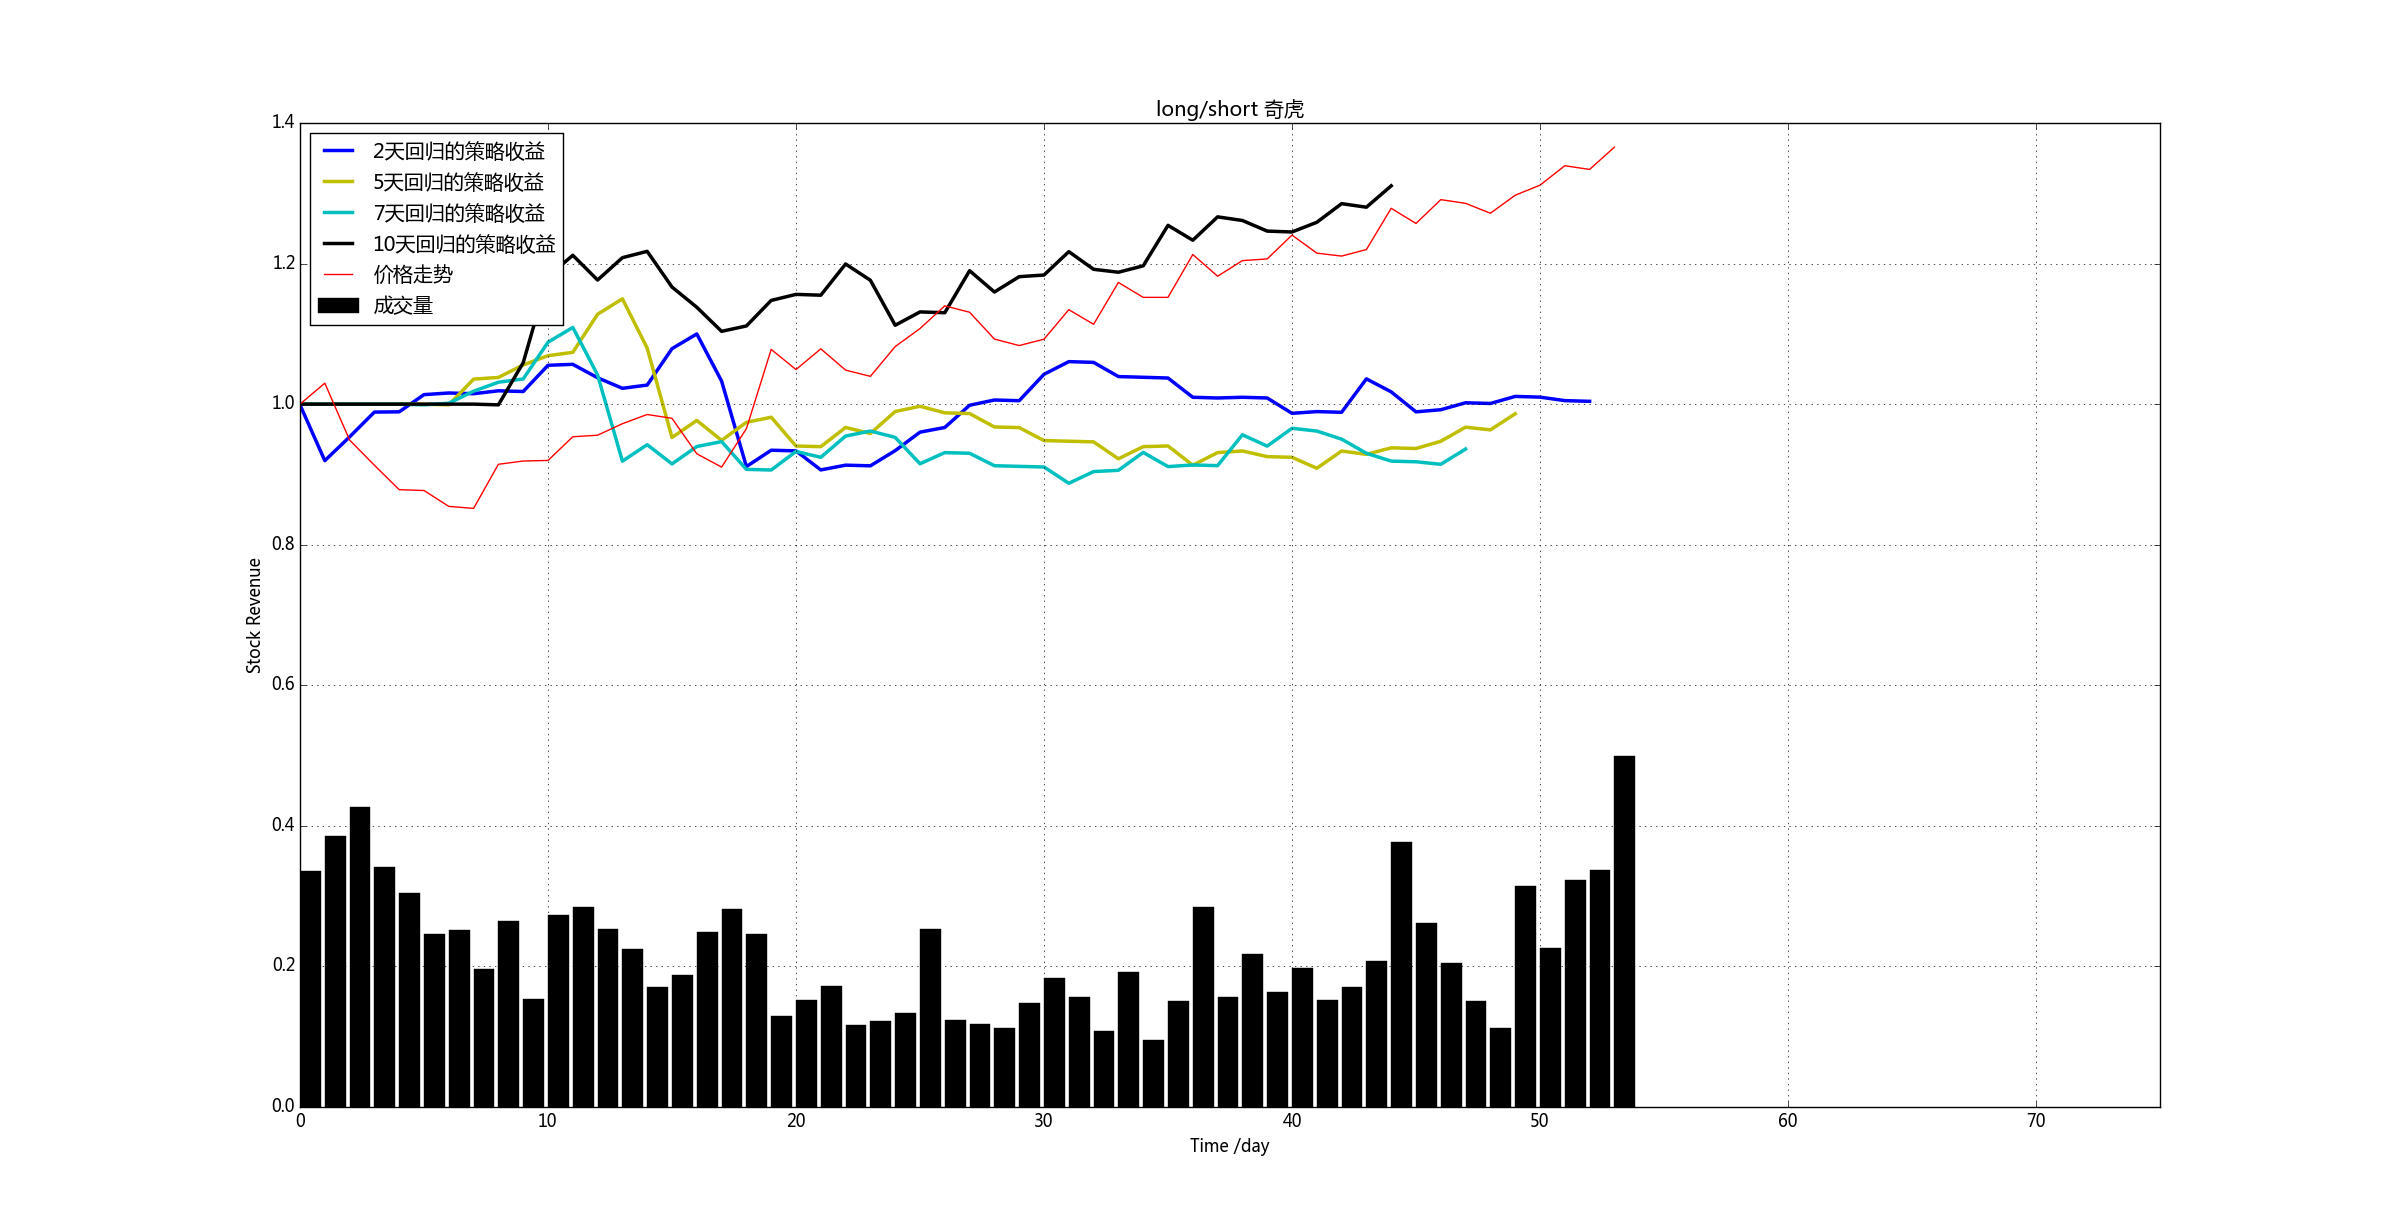 long/short 奇虎
1.4
1.2
1.0
0.8
0.6
0.4
0.2
0.0
Stock Revenue
2天回归的策略收益
5天回归的策略收益
7天回归的策略收益
10天回归的策略收益
价格走势
成交量
0 10 20 30 40 50 60 70
Time /day